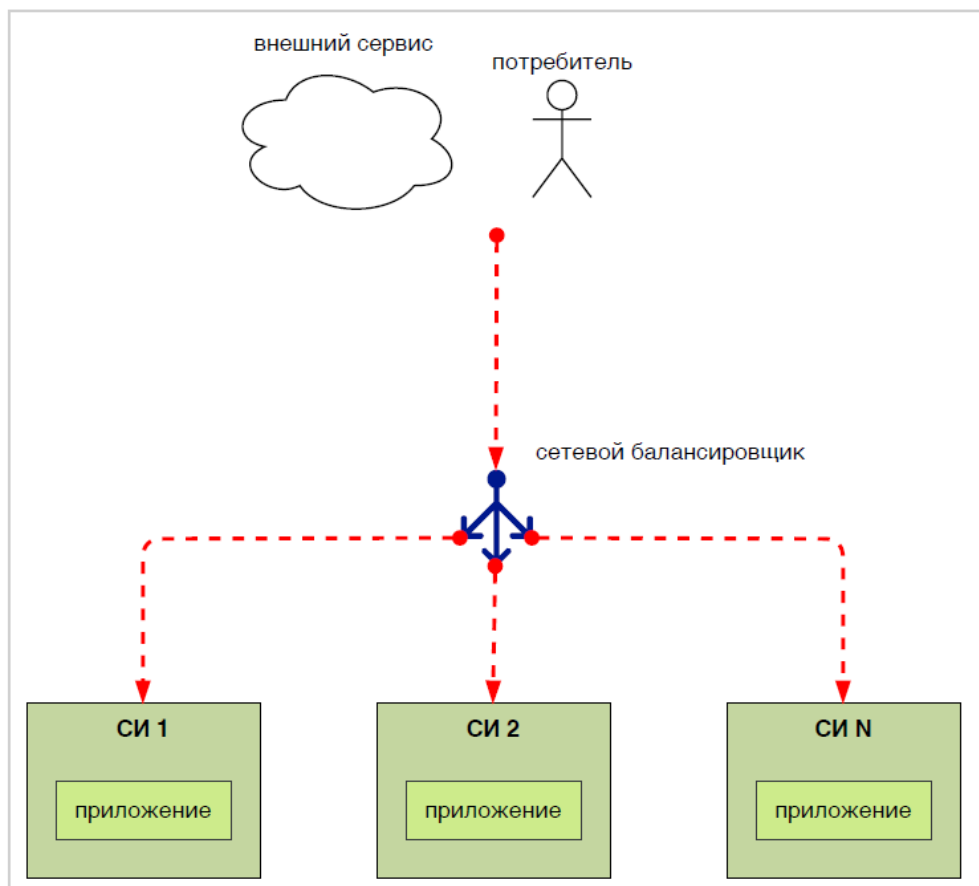 внешний сервис
потребитель
сетевой балансировщик
СИ 1
СИ 2
СИ N
приложение
приложение
приложение